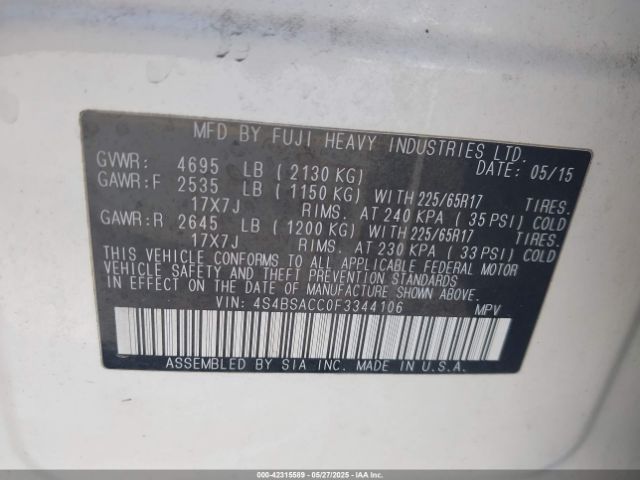 MFD BY FUJI HEAVY INDUSTRIES LTD.
GVWR: 4695 LB (2130 KG) DATE: 05/15
GAWR:F 2535 LB (1150 KG) WITH 225/65R17 TIRES.
17X7J RIMS. AT 240 KPA (35 PSI) COLD
GAWR:R 2645 LB (1200 KG) WITH 225/65R17 TIRES.
17X7J RIMS. AT 230 KPA (33 PSI) COLD
THIS VEHICLE CONFORMS TO ALL APPLICABLE FEDERAL MOTOR
VEHICLE SAFETY AND THEFT PREVENTION STANDARDS
IN EFFECT ON THE DATE OF MANUFACTURE SHOWN ABOVE.
VIN: 4S4BSACC0F3344106 MPV
ASSEMBLED BY SIA INC. MADE IN U.S.A.
000-42315589 - 05/27/2025 - IAAI.COM